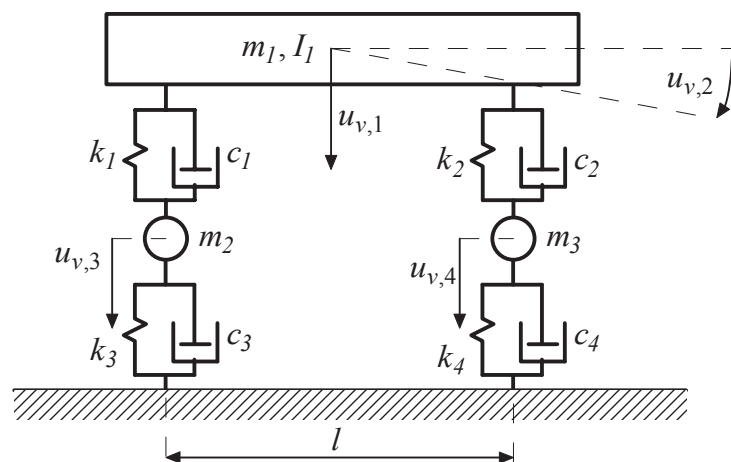 m1, I1
uv,2
uv,1
k1 c1 k2 c2
uv,3 m2 uv,4 m3
k3 c3 k4 c4
l